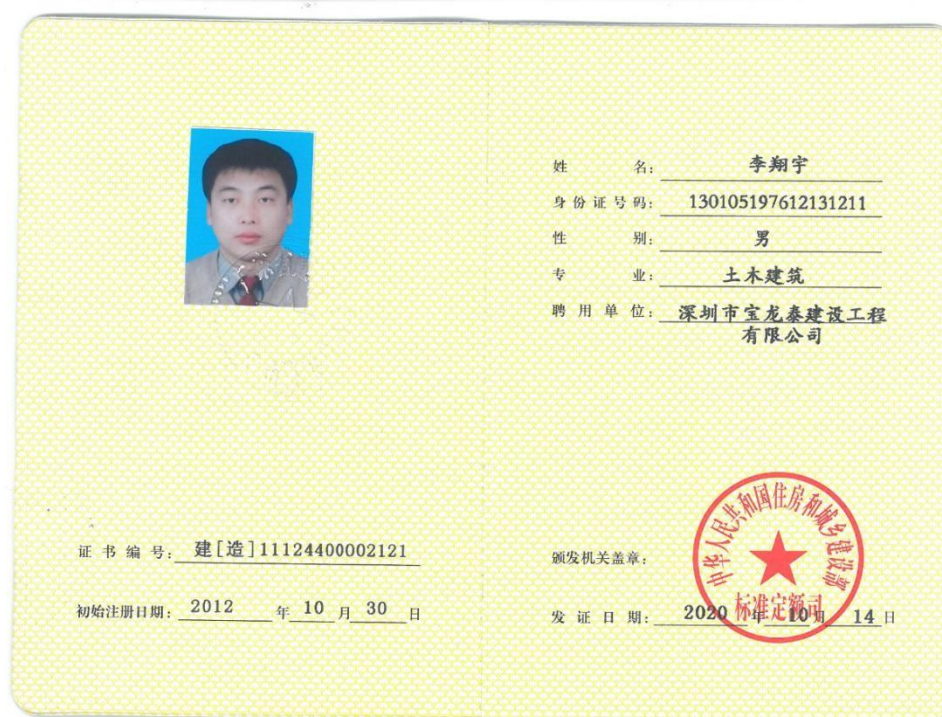 姓 名: 李翔宇
身份证号码: 130105197612131211
性 别: 男
专 业: 土木建筑
聘用单位: 深圳市宝龙泰建设工程
有限公司
证书编号: 建[造]11124400002121
初始注册日期: 2012 年 10 月 30 日
颁发机关盖章:
中华人民共和国住房和城乡建设部
标准定额司
发证日期: 2020 年 10 月 14 日